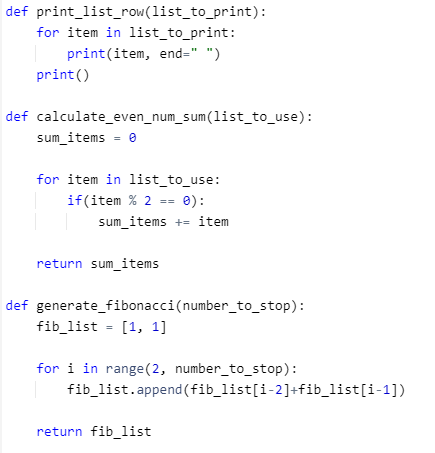 def print_list_row(list_to_print):
    for item in list_to_print:
        print(item, end=" ")
    print()

def calculate_even_num_sum(list_to_use):
    sum_items = 0

    for item in list_to_use:
        if(item % 2 == 0):
            sum_items += item

    return sum_items

def generate_fibonacci(number_to_stop):
    fib_list = [1, 1]

    for i in range(2, number_to_stop):
        fib_list.append(fib_list[i-2]+fib_list[i-1])

    return fib_list